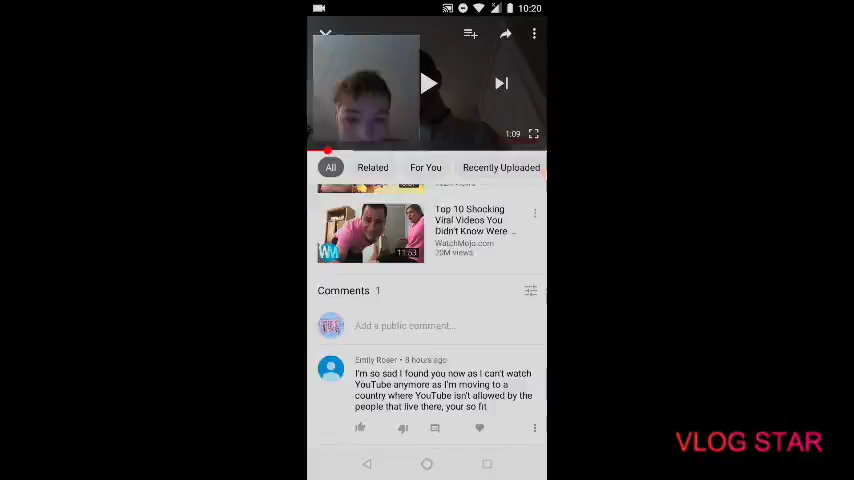 10:20
1:09
All Related For You Recently Uploaded
Top 10 Shocking
Viral Videos You
Didn't Know Were ...
WatchMojo.com
20M views
WM
11:53
Comments 1
Add a public comment...
Emily Roser • 8 hours ago
I'm so sad I found you now as I can't watch
YouTube anymore as I'm moving to a
country where YouTube isn't allowed by the
people that live there, your so fit
VLOG STAR